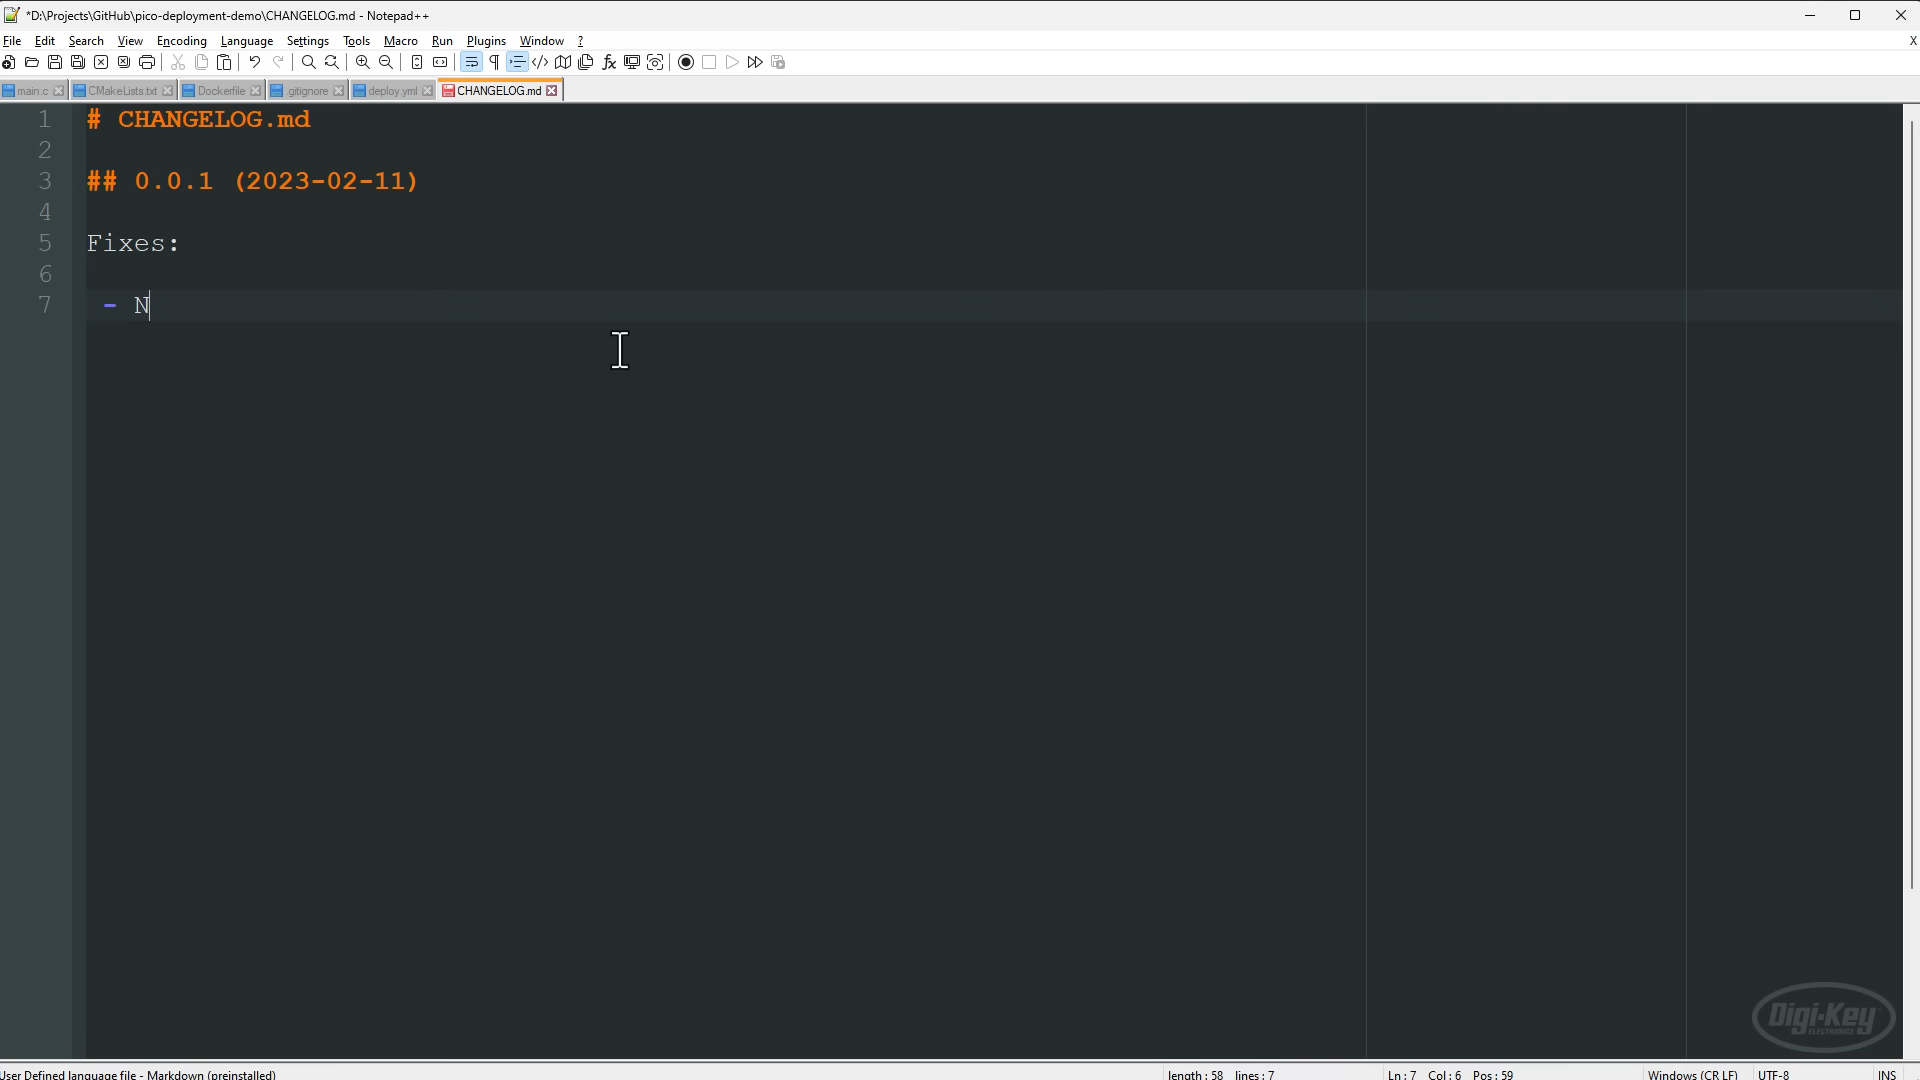 *D:\Projects\GitHub\pico-deployment-demo\CHANGELOG.md - Notepad++
File Edit Search View Encoding Language Settings Tools Macro Run Plugins Window ? X
main.c CMakeLists.txt Dockerfile .gitignore deploy.yml CHANGELOG.md
1 # CHANGELOG.md
2
3 ## 0.0.1 (2023-02-11)
4
5 Fixes:
6
7 - N
Digi-Key
ELECTRONICS
User Defined language file - Markdown (preinstalled) length : 58 lines : 7 Ln : 7 Col : 6 Pos : 59 Windows (CR LF) UTF-8 INS